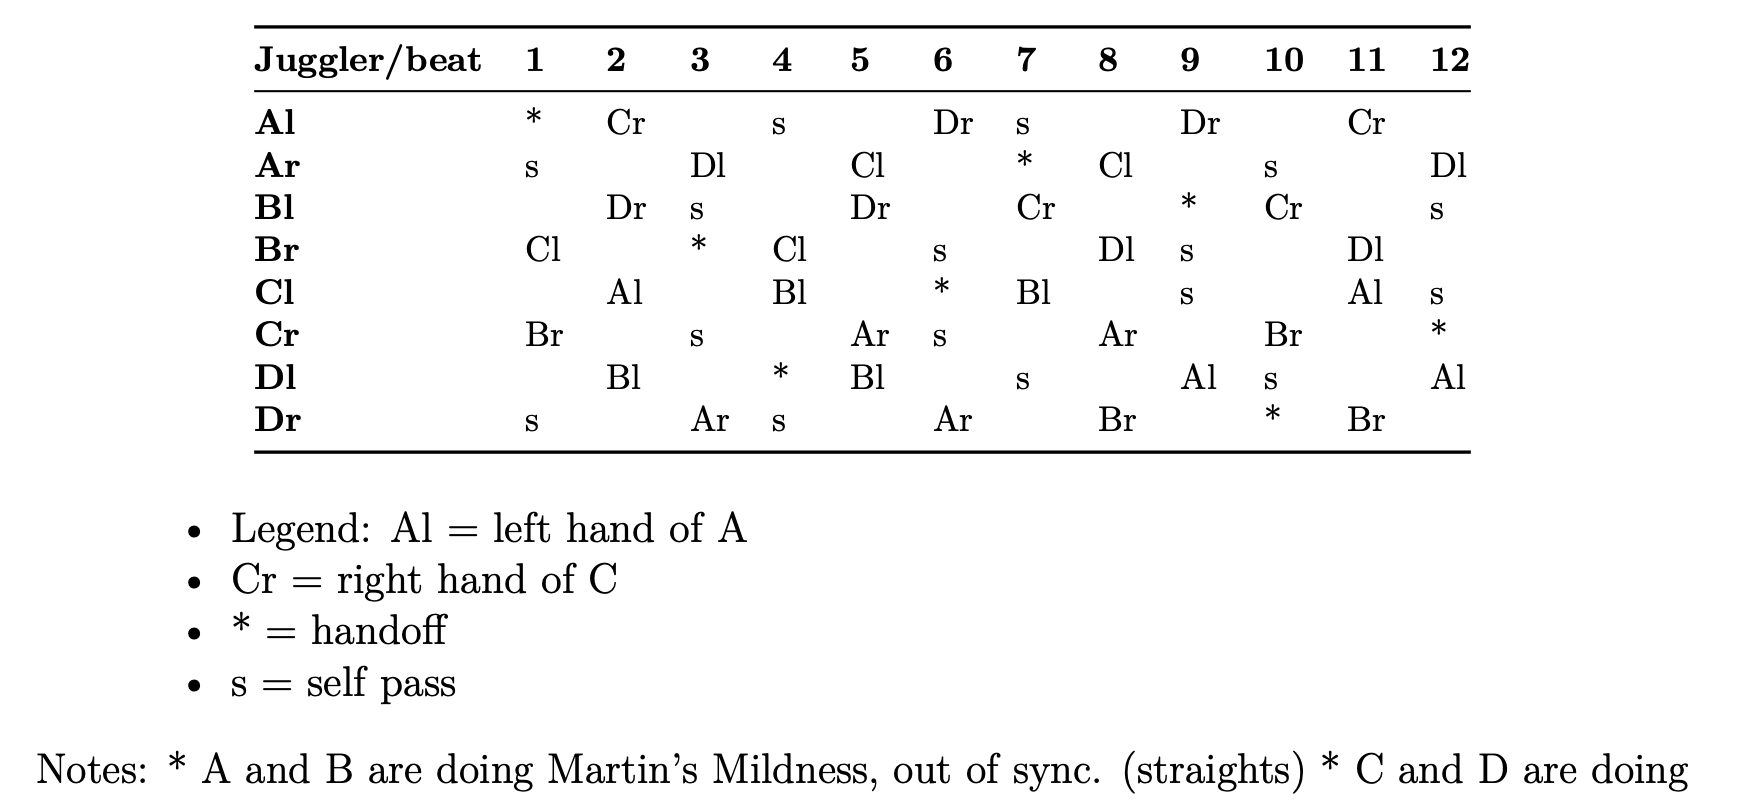 Juggler/beat 1 2 3 4 5 6 7 8 9 10 11 12
Al * Cr s Dr s Dr Cr
Ar s Dl Cl * Cl s Dl
Bl Dr s Dr Cr * Cr s
Br Cl * Cl s Dl s Dl
Cl Al Bl * Bl s Al s
Cr Br s Ar s Ar Br *
Dl Bl * Bl s Al s Al
Dr s Ar s Ar Br * Br
• Legend: Al = left hand of A
• Cr = right hand of C
• * = handoff
• s = self pass
Notes: * A and B are doing Martin's Mildness, out of sync. (straights) * C and D are doing